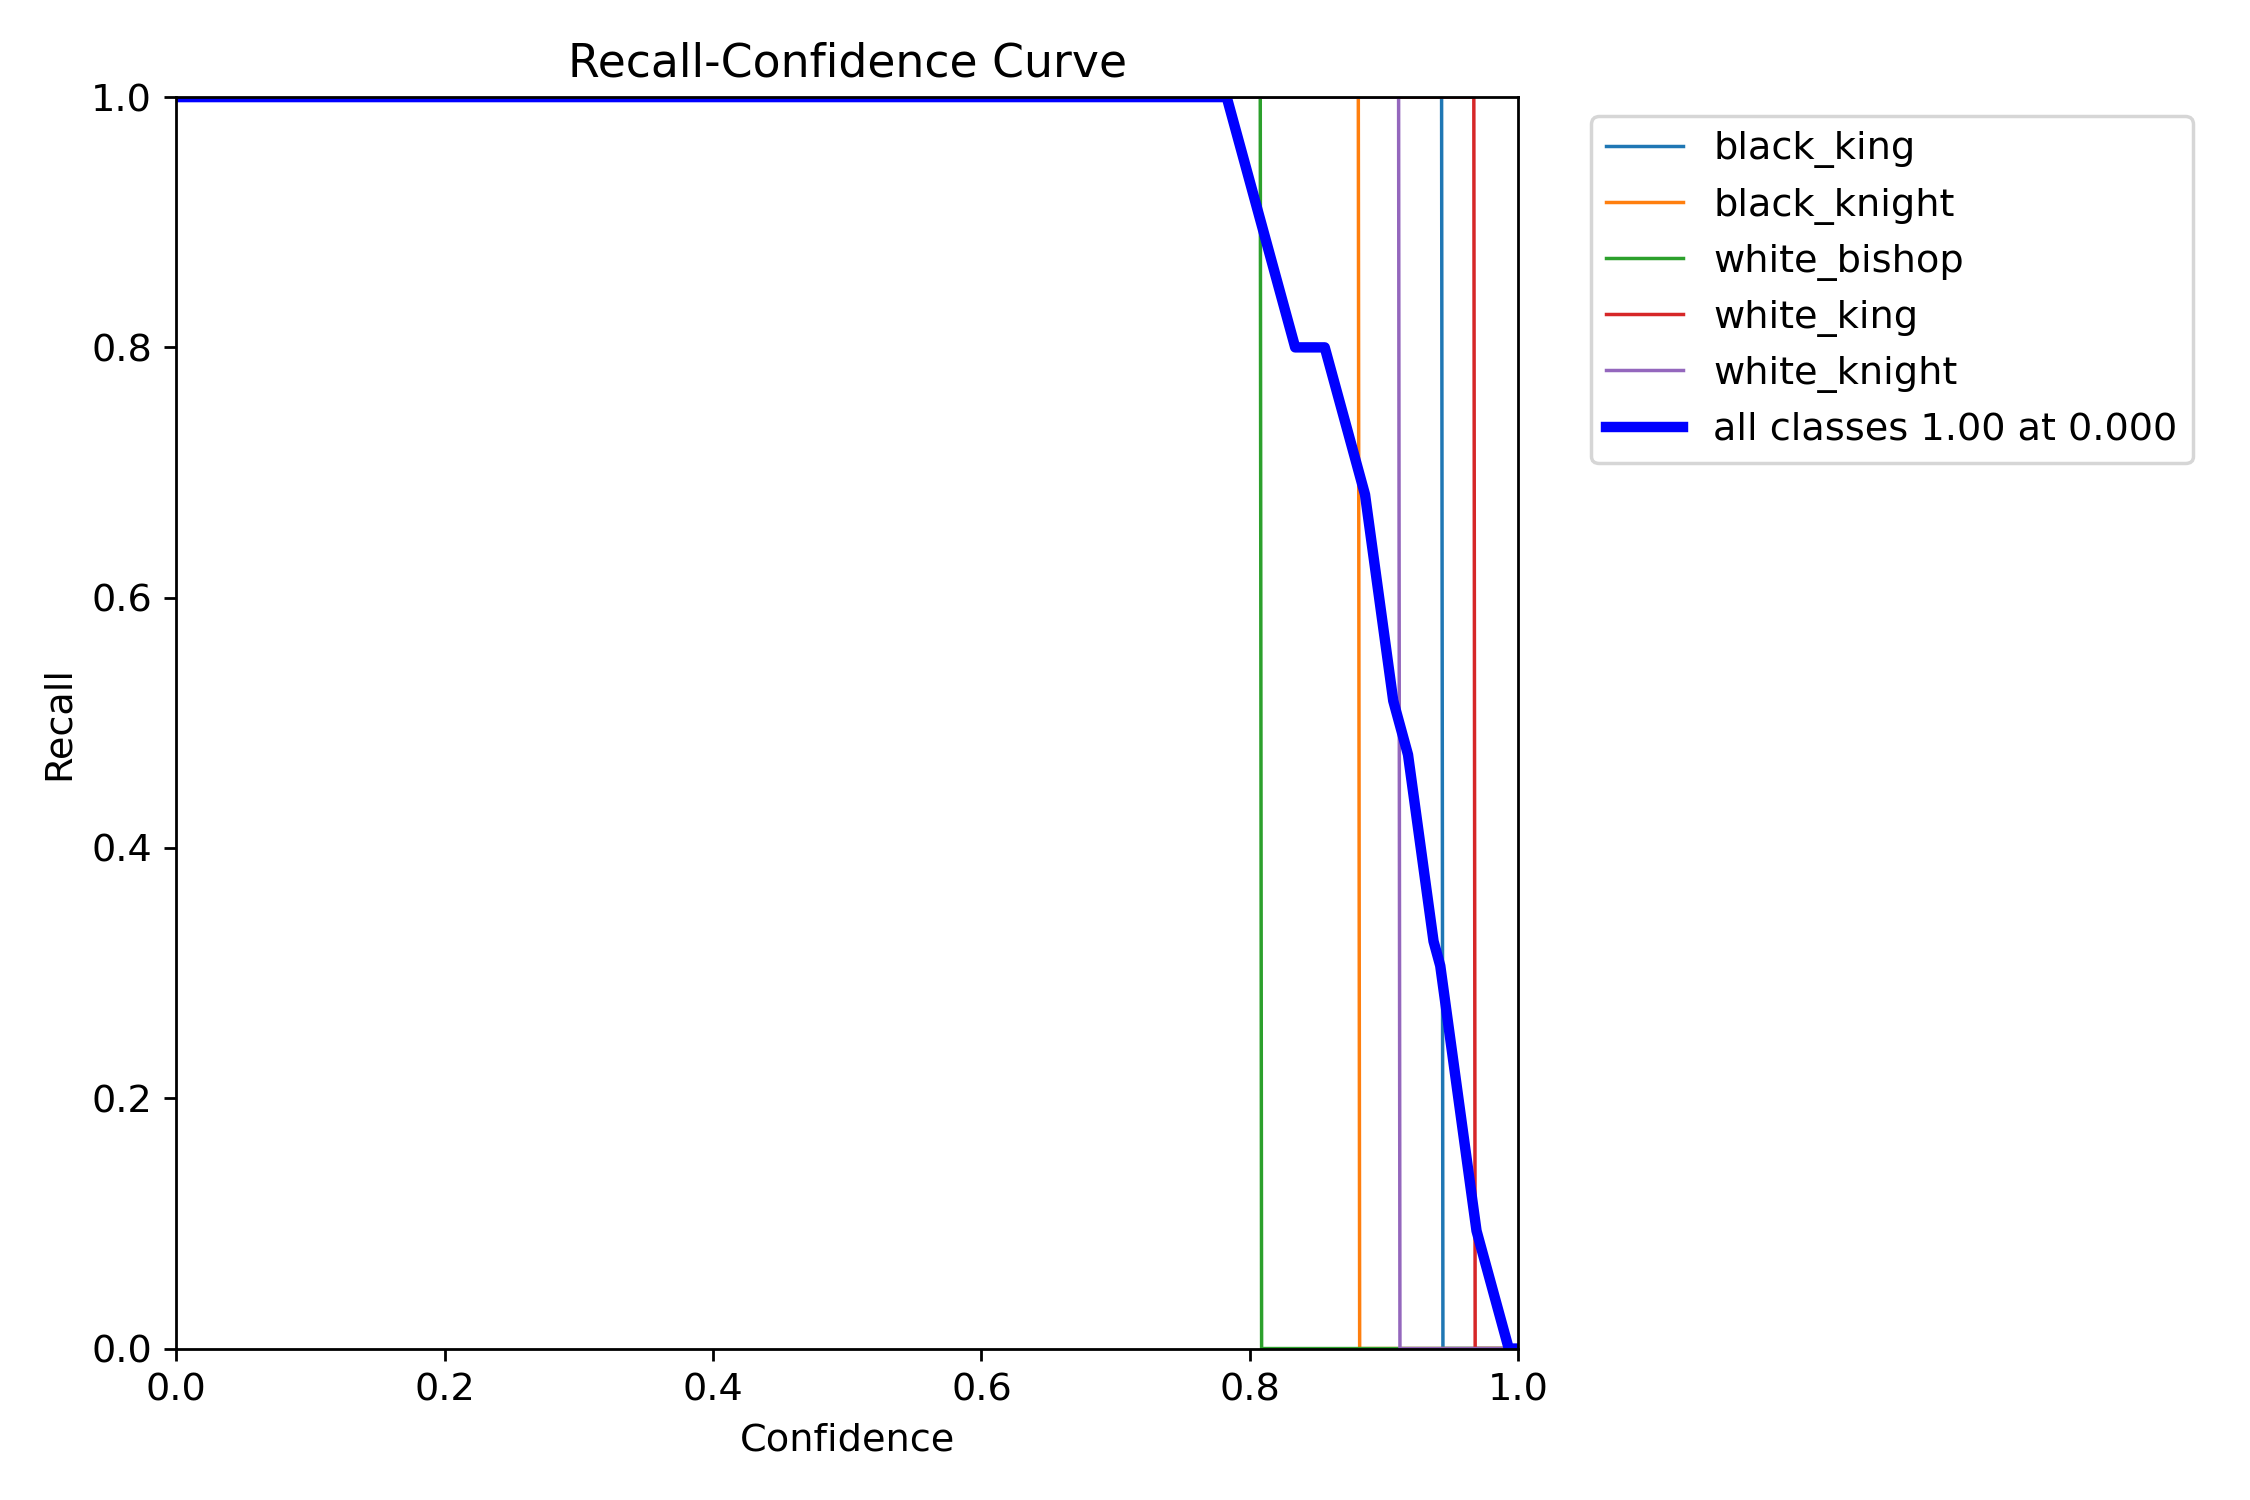 Recall-Confidence Curve
1.0
0.8
0.6
0.4
0.2
0.0
Recall
0.0 0.2 0.4 0.6 0.8 1.0
Confidence
black_king
black_knight
white_bishop
white_king
white_knight
all classes 1.00 at 0.000